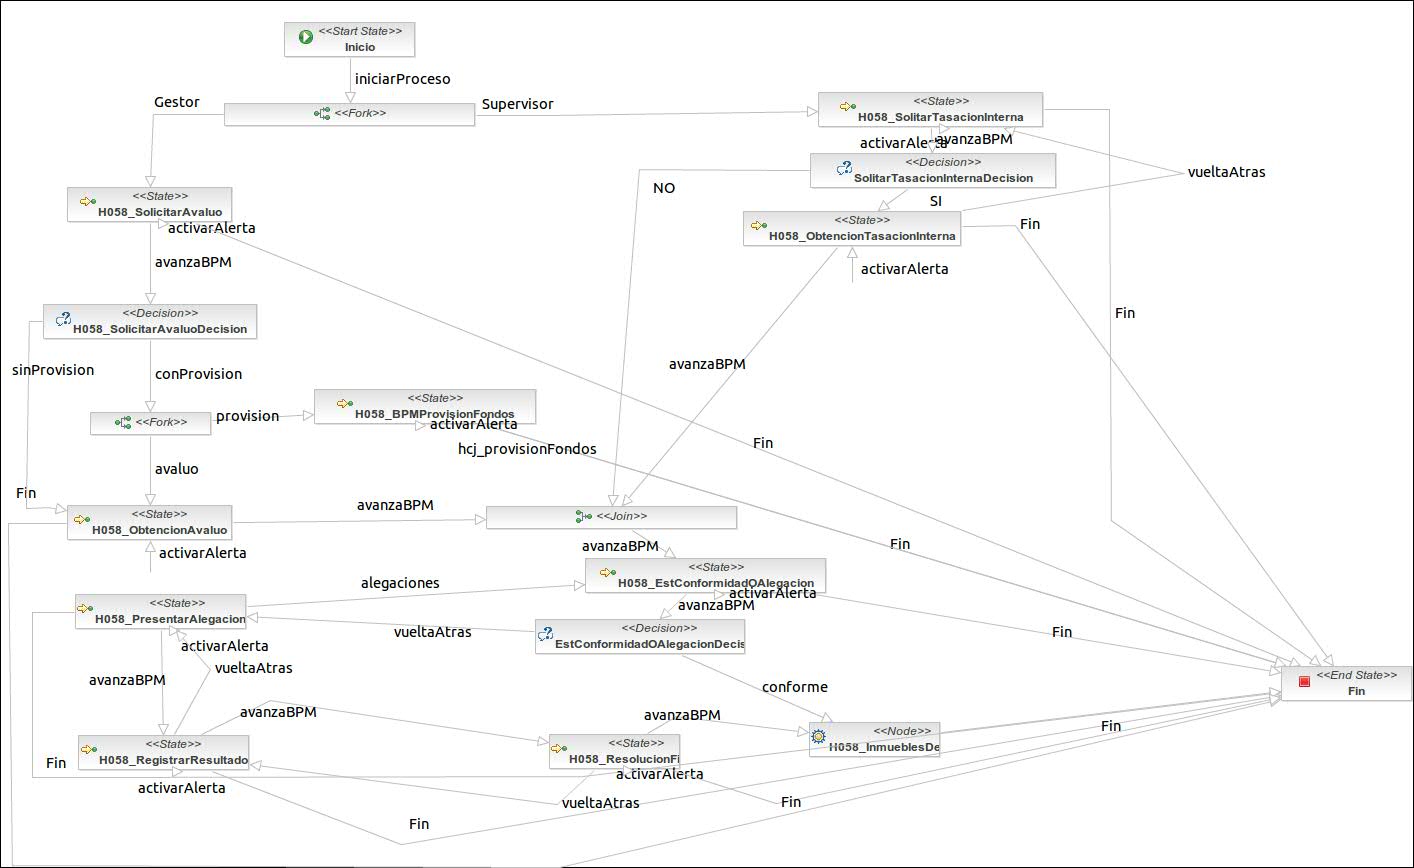 <<Start State>>
Inicio
iniciarProceso
Gestor
<<Fork>>
Supervisor
<<State>>
H058_SolitarTasacionInterna
activarAlerta
avanzaBPM
<<Decision>>
SolitarTasacionInternaDecision
NO
vueltaAtras
SI
<<State>>
H058_SolicitarAvaluo
activarAlerta
<<State>>
H058_ObtencionTasacionInterna
Fin
avanzaBPM
activarAlerta
<<Decision>>
H058_SolicitarAvaluoDecision
Fin
sinProvision
conProvision
avanzaBPM
<<State>>
H058_BPMProvisionFondos
activarAlerta
<<Fork>>
provision
hcj_provisionFondos
Fin
avaluo
Fin
<<State>>
H058_ObtencionAvaluo
avanzaBPM
<<Join>>
activarAlerta
avanzaBPM
Fin
<<State>>
H058_EstConformidadOAlegacion
activarAlerta
alegaciones
avanzaBPM
<<State>>
H058_PresentarAlegacion
vueltaAtras
<<Decision>>
EstConformidadOAlegacionDecis
Fin
activarAlerta
vueltaAtras
avanzaBPM
conforme
<<End State>>
Fin
avanzaBPM
avanzaBPM
Fin
<<Node>>
H058_InmueblesDe
<<State>>
H058_RegistrarResultado
<<State>>
H058_ResolucionFi
Fin
activarAlerta
activarAlerta
vueltaAtras
Fin
Fin